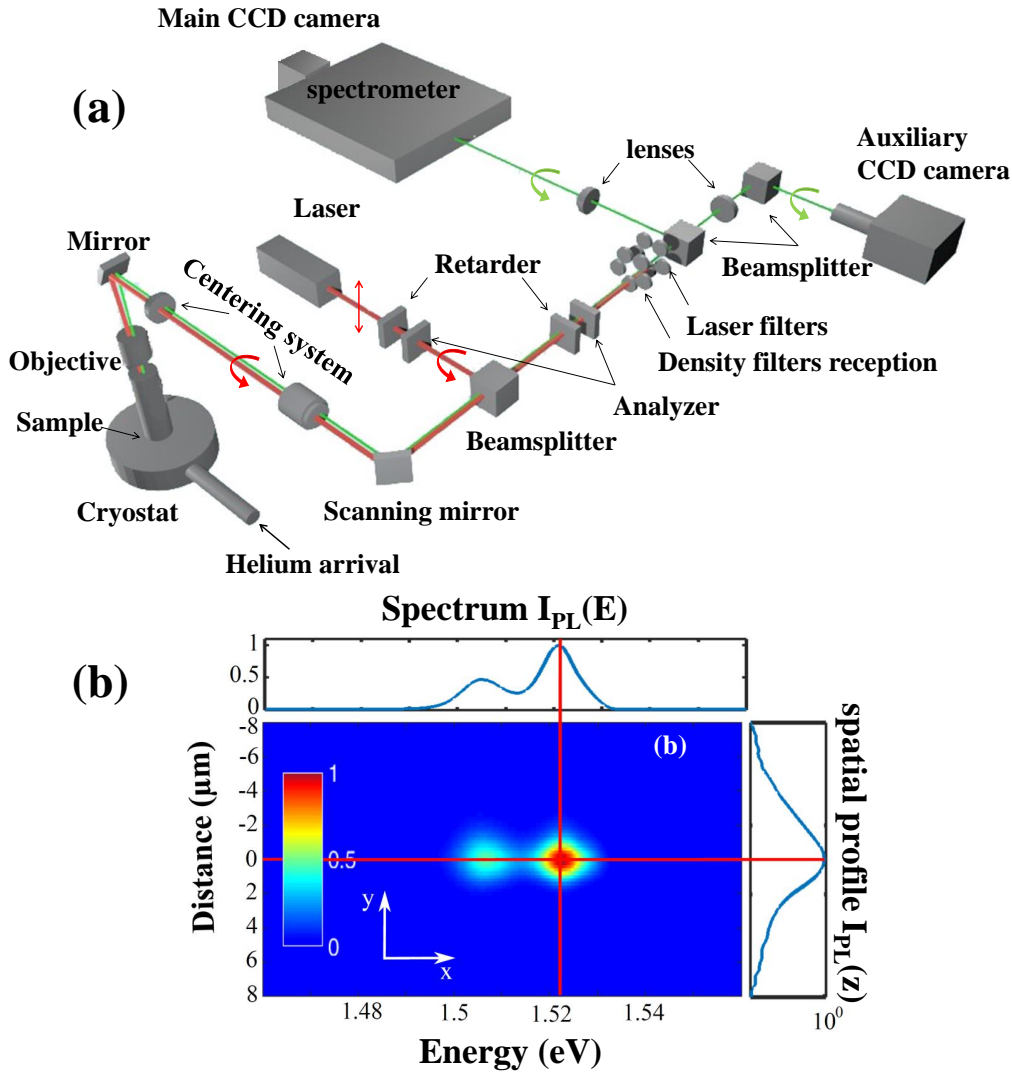 Main CCD camera
(a)
spectrometer
lenses
Auxiliary
CCD camera
Laser
Mirror
Retarder
Beamsplitter
Centering system
Laser filters
Objective
Density filters reception
Analyzer
Sample
Beamsplitter
Cryostat
Scanning mirror
Helium arrival
Spectrum I_PL(E)
(b)
1
0.5
0
-8
-6
-4
-2
0
2
4
6
8
Distance (μm)
(b)
1
0.5
0
y
x
spatial profile I_PL(z)
1.48
1.5
1.52
1.54
10⁰
Energy (eV)